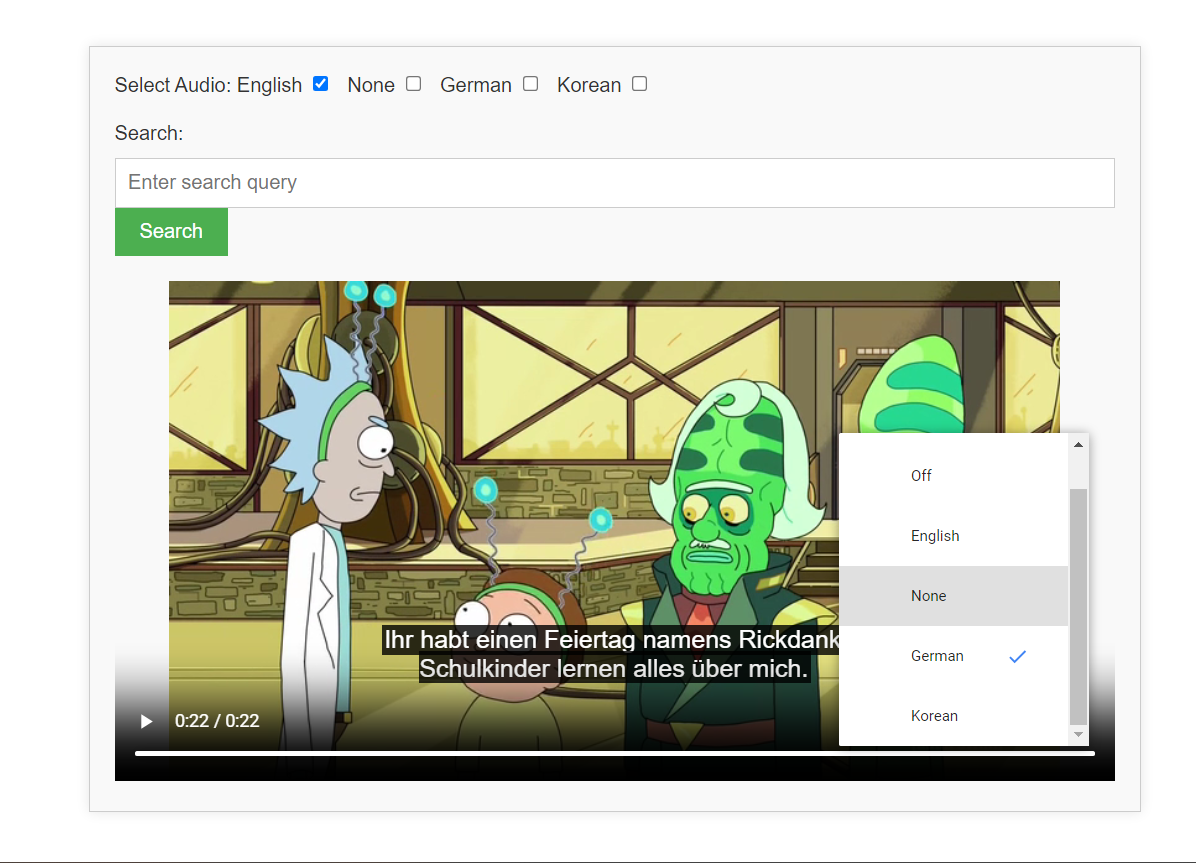 Select Audio: English None German Korean
Search:
Enter search query
Search
Off
English
None
German
Korean
Ihr habt einen Feiertag namens Rickdank
Schulkinder lernen alles über mich.
0:22 / 0:22